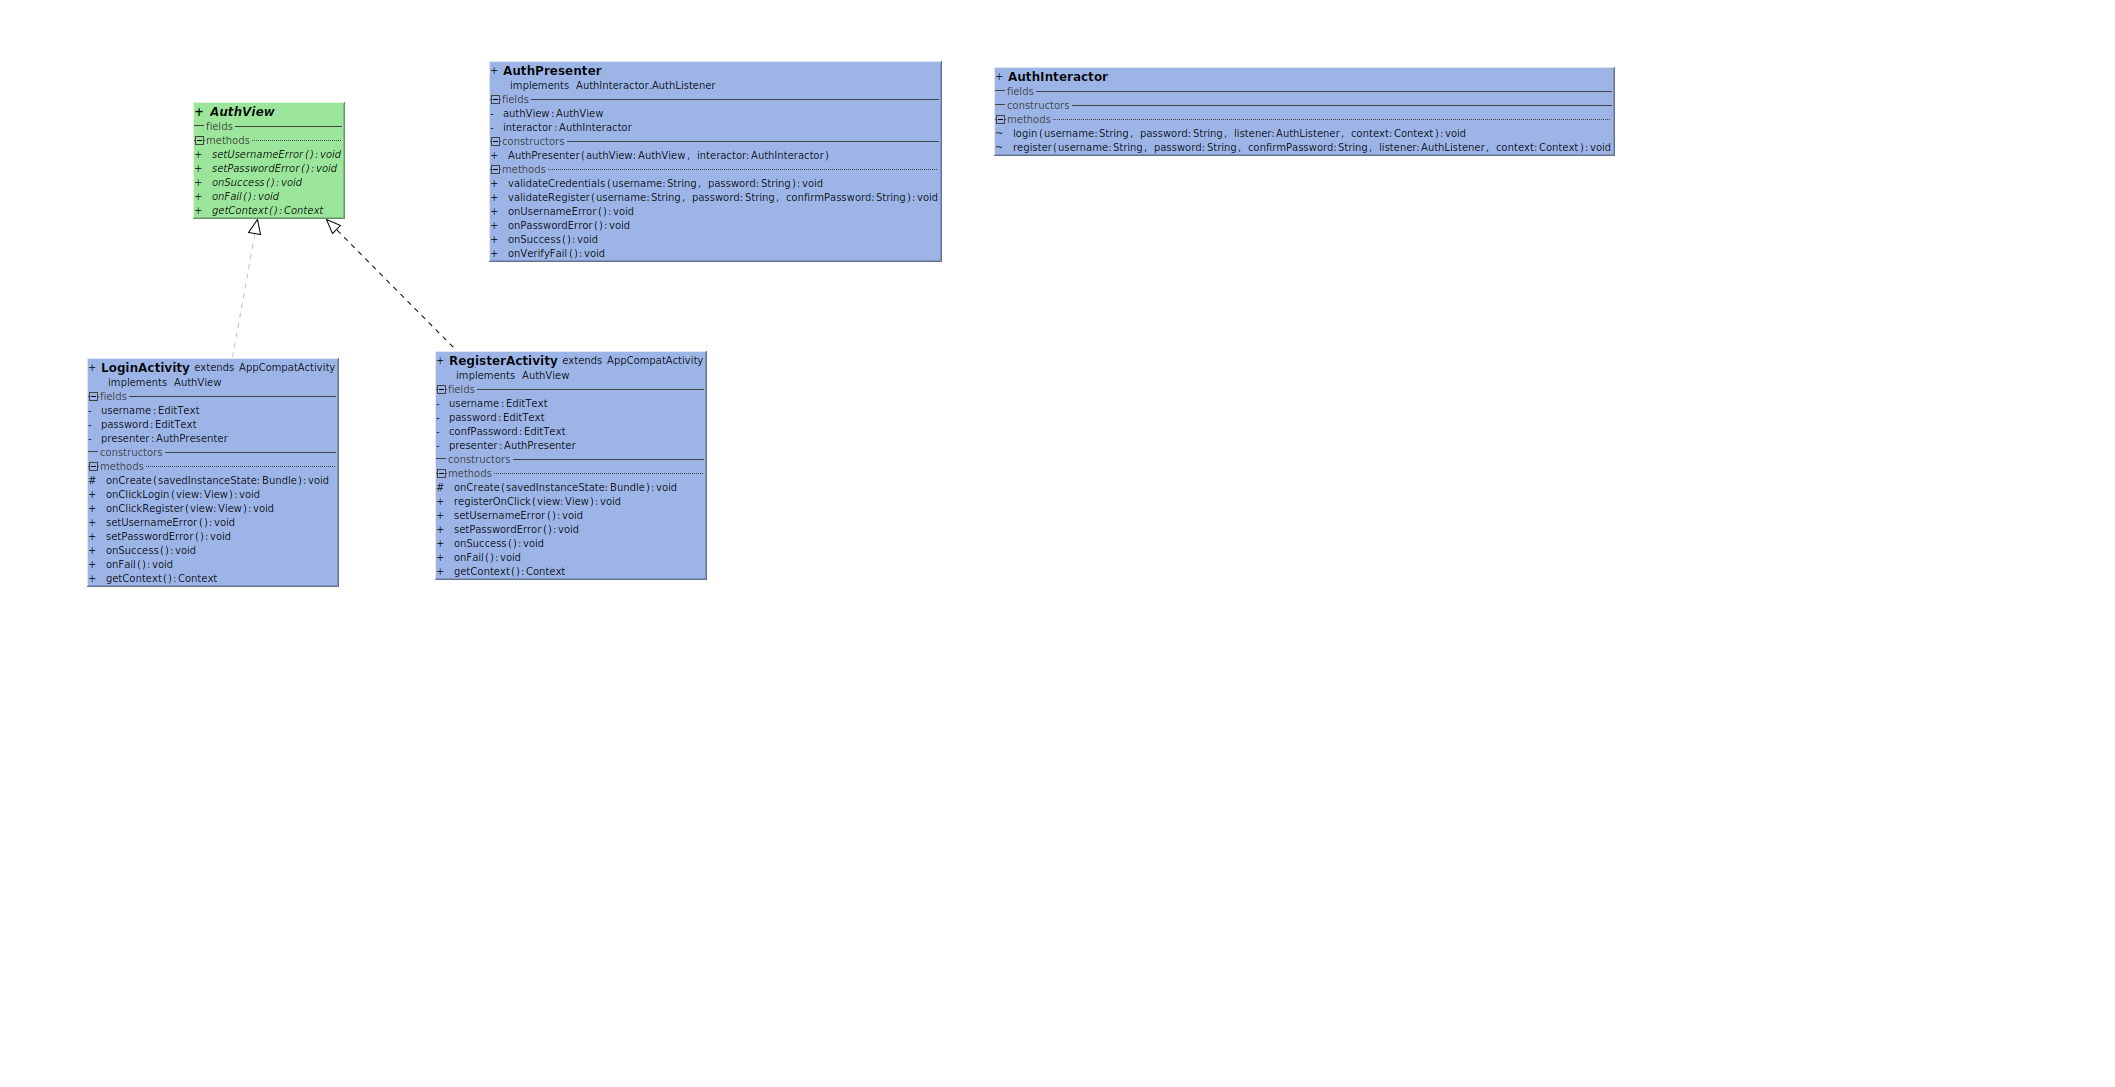 + AuthView
fields
methods
+ setUsernameError():void
+ setPasswordError():void
+ onSuccess():void
+ onFail():void
+ getContext():Context
+ AuthPresenter
implements AuthInteractor.AuthListener
fields
- authView:AuthView
- interactor:AuthInteractor
constructors
+ AuthPresenter(authView:AuthView, interactor:AuthInteractor)
methods
+ validateCredentials(username:String, password:String):void
+ validateRegister(username:String, password:String, confirmPassword:String):void
+ onUsernameError():void
+ onPasswordError():void
+ onSuccess():void
+ onVerifyFail():void
+ AuthInteractor
fields
constructors
methods
~ login(username:String, password:String, listener:AuthListener, context:Context):void
~ register(username:String, password:String, confirmPassword:String, listener:AuthListener, context:Context):void
+ LoginActivity extends AppCompatActivity
implements AuthView
fields
- username:EditText
- password:EditText
- presenter:AuthPresenter
constructors
methods
# onCreate(savedInstanceState:Bundle):void
+ onClickLogin(view:View):void
+ onClickRegister(view:View):void
+ setUsernameError():void
+ setPasswordError():void
+ onSuccess():void
+ onFail():void
+ getContext():Context
+ RegisterActivity extends AppCompatActivity
implements AuthView
fields
- username:EditText
- password:EditText
- confPassword:EditText
- presenter:AuthPresenter
constructors
methods
# onCreate(savedInstanceState:Bundle):void
+ registerOnClick(view:View):void
+ setUsernameError():void
+ setPasswordError():void
+ onSuccess():void
+ onFail():void
+ getContext():Context